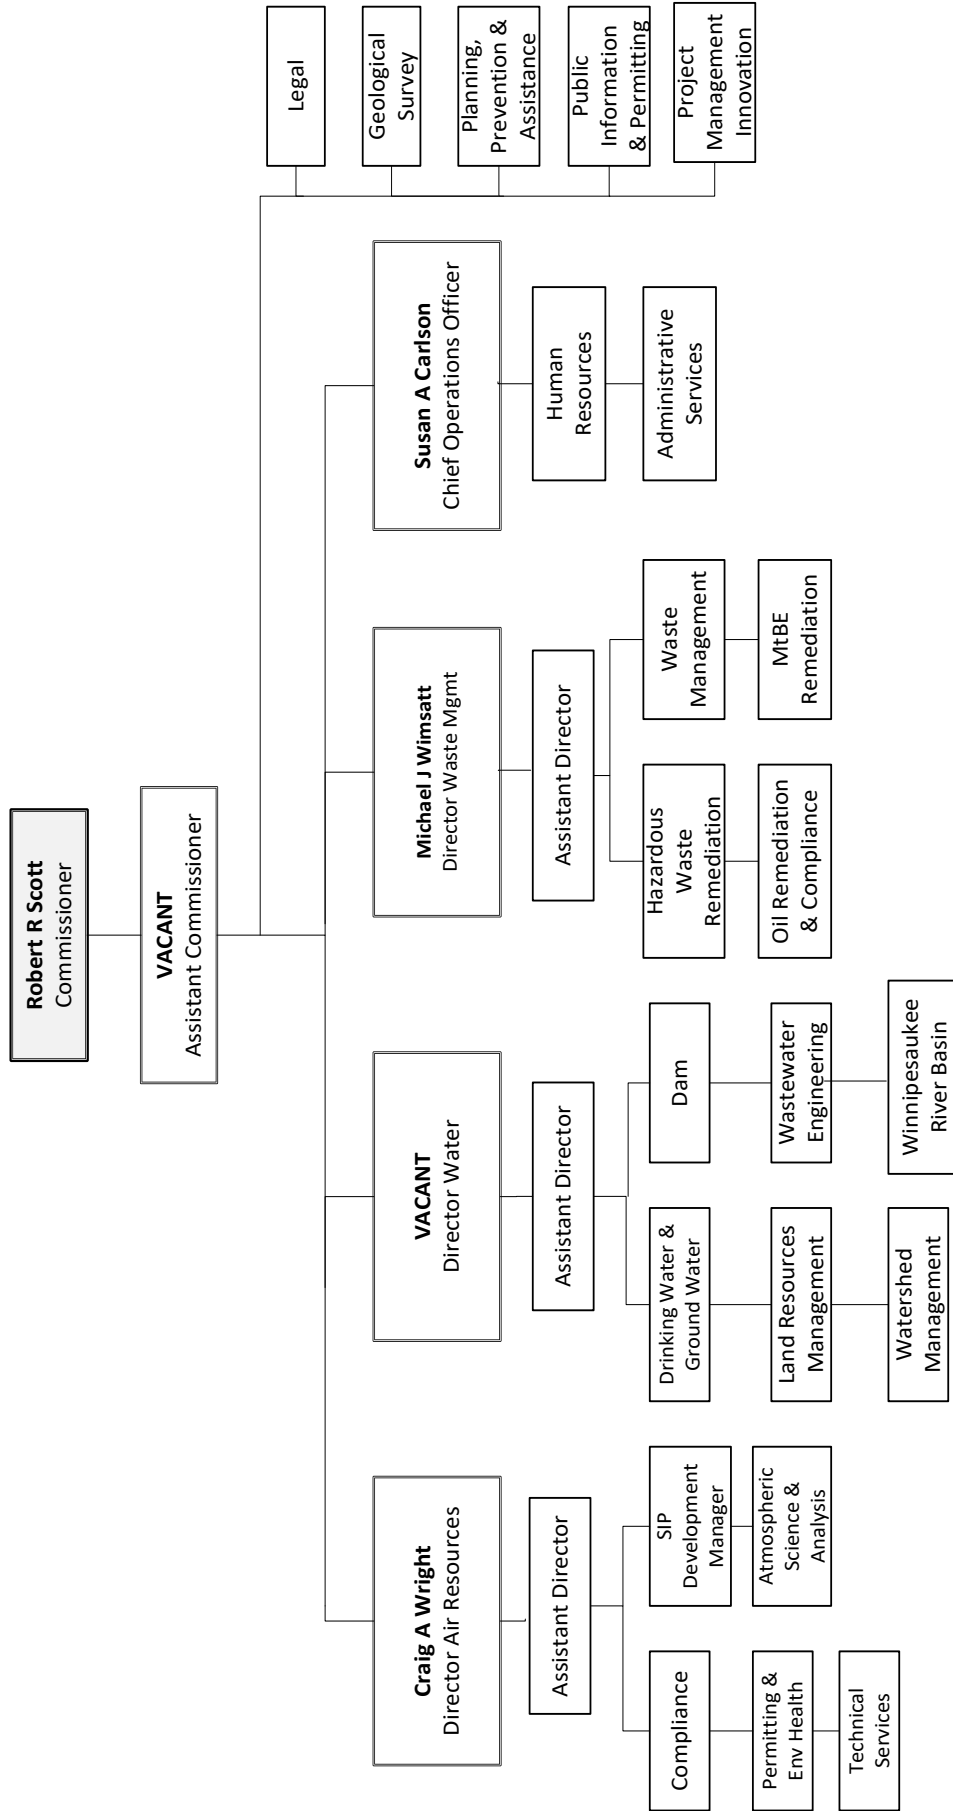 Robert R Scott
Commissioner
VACANT
Assistant Commissioner
Legal
Geological
Survey
Planning,
Prevention &
Assistance
Public
Information
& Permitting
Project
Management
Innovation
Craig A Wright
Director Air Resources
VACANT
Director Water
Michael J Wimsatt
Director Waste Mgmt
Susan A Carlson
Chief Operations Officer
Assistant Director
Compliance
Permitting &
Env Health
Technical
Services
SIP
Development
Manager
Atmospheric
Science &
Analysis
Assistant Director
Drinking Water &
Ground Water
Land Resources
Management
Watershed
Management
Dam
Wastewater
Engineering
Winnipesaukee
River Basin
Assistant Director
Hazardous
Waste
Remediation
Oil Remediation
& Compliance
Waste
Management
MtBE
Remediation
Human
Resources
Administrative
Services